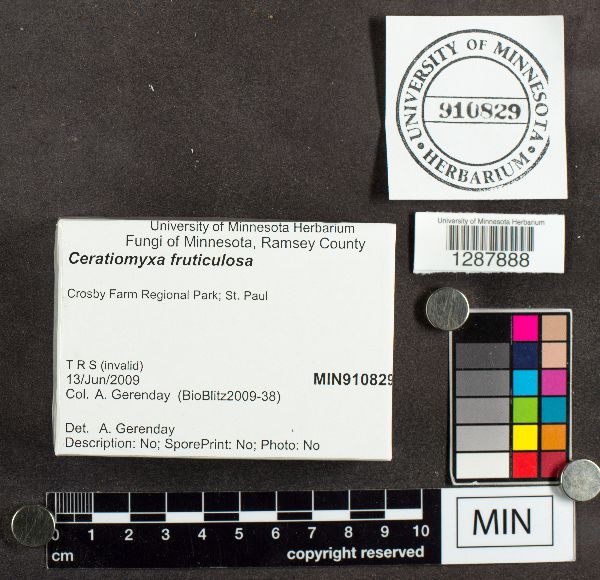 UNIVERSITY OF MINNESOTA
910829
• HERBARIUM •
University of Minnesota Herbarium
1287888
University of Minnesota Herbarium
Fungi of Minnesota, Ramsey County
Ceratiomyxa fruticulosa
Crosby Farm Regional Park; St. Paul
T R S (invalid)
13/Jun/2009
MIN910829
Col. A. Gerenday (BioBlitz2009-38)
Det. A. Gerenday
Description: No; SporePrint: No; Photo: No
0 1 2 3 4 5 6 7 8 9 10
cm
copyright reserved
MIN